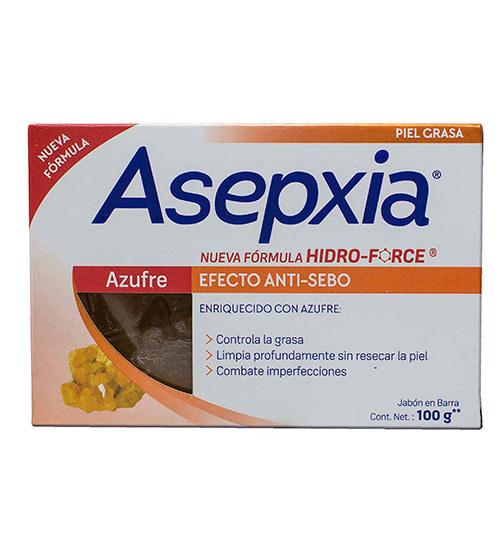 NUEVA
FÓRMULA
PIEL GRASA
Asepxia®
NUEVA FÓRMULA HIDRO-FORCE®
Azufre
EFECTO ANTI-SEBO
ENRIQUECIDO CON AZUFRE:
> Controla la grasa
> Limpia profundamente sin resecar la piel
> Combate imperfecciones
Jabón en Barra
Cont. Net.: 100 g**